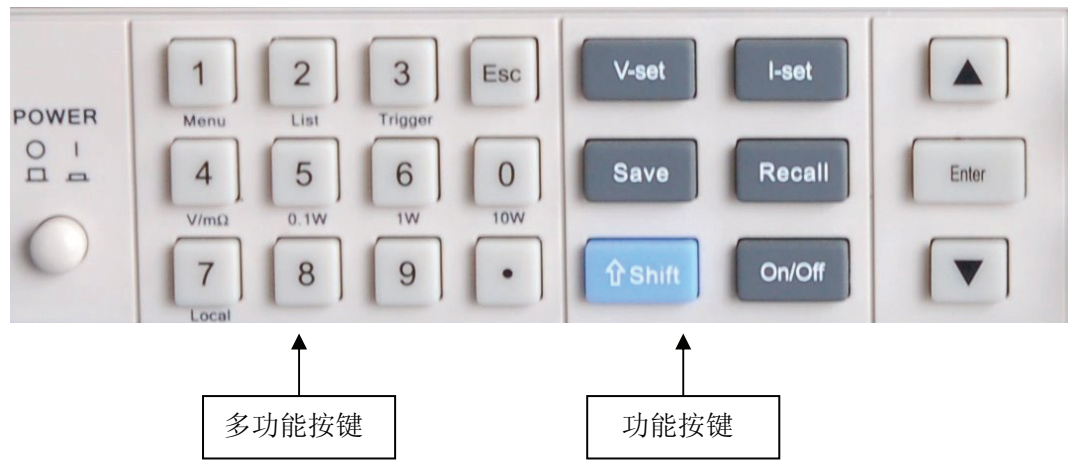 1 2 3 Esc V-set I-set ▲
POWER Menu List Trigger
4 5 6 0 Save Recall Enter
V/mΩ 0.1W 1W 10W
7 8 9 • ⇧ Shift On/Off ▼
Local
多功能按键 功能按键